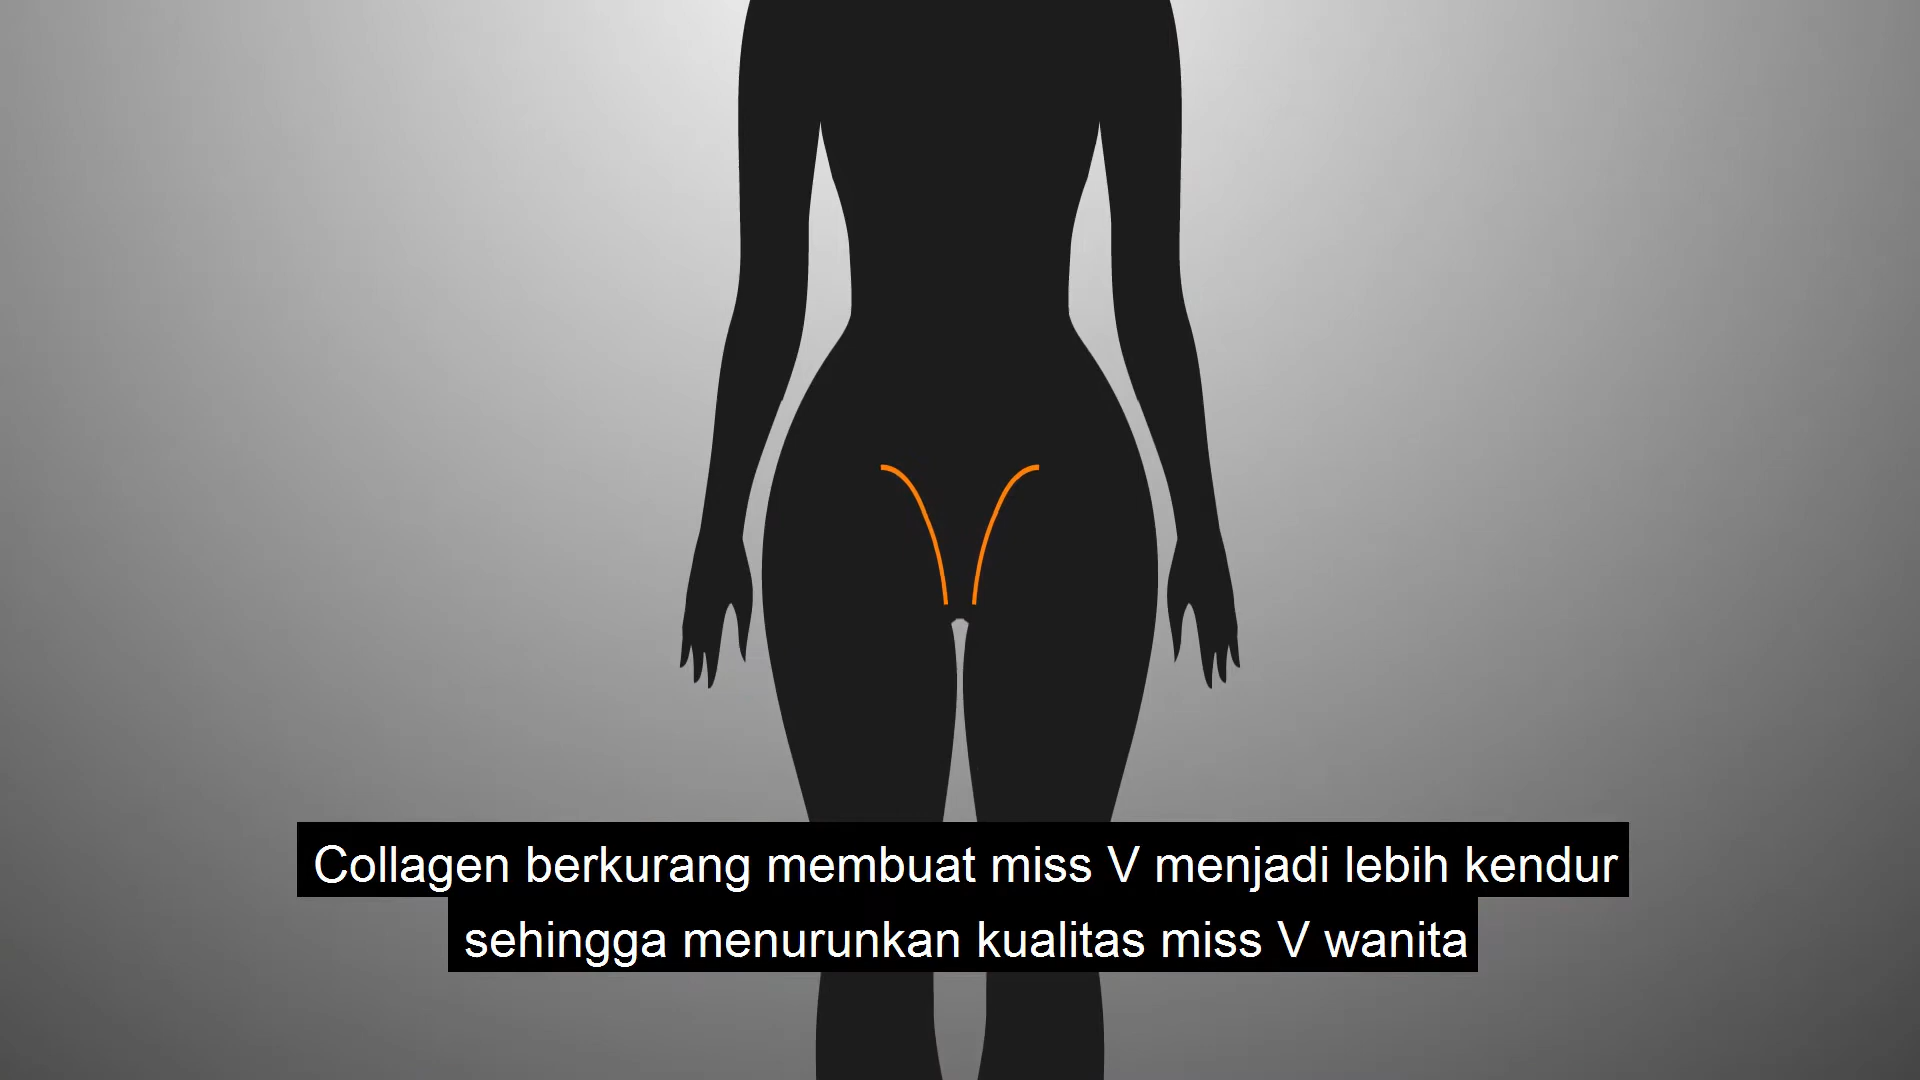 Collagen berkurang membuat miss V menjadi lebih kendur
sehingga menurunkan kualitas miss V wanita